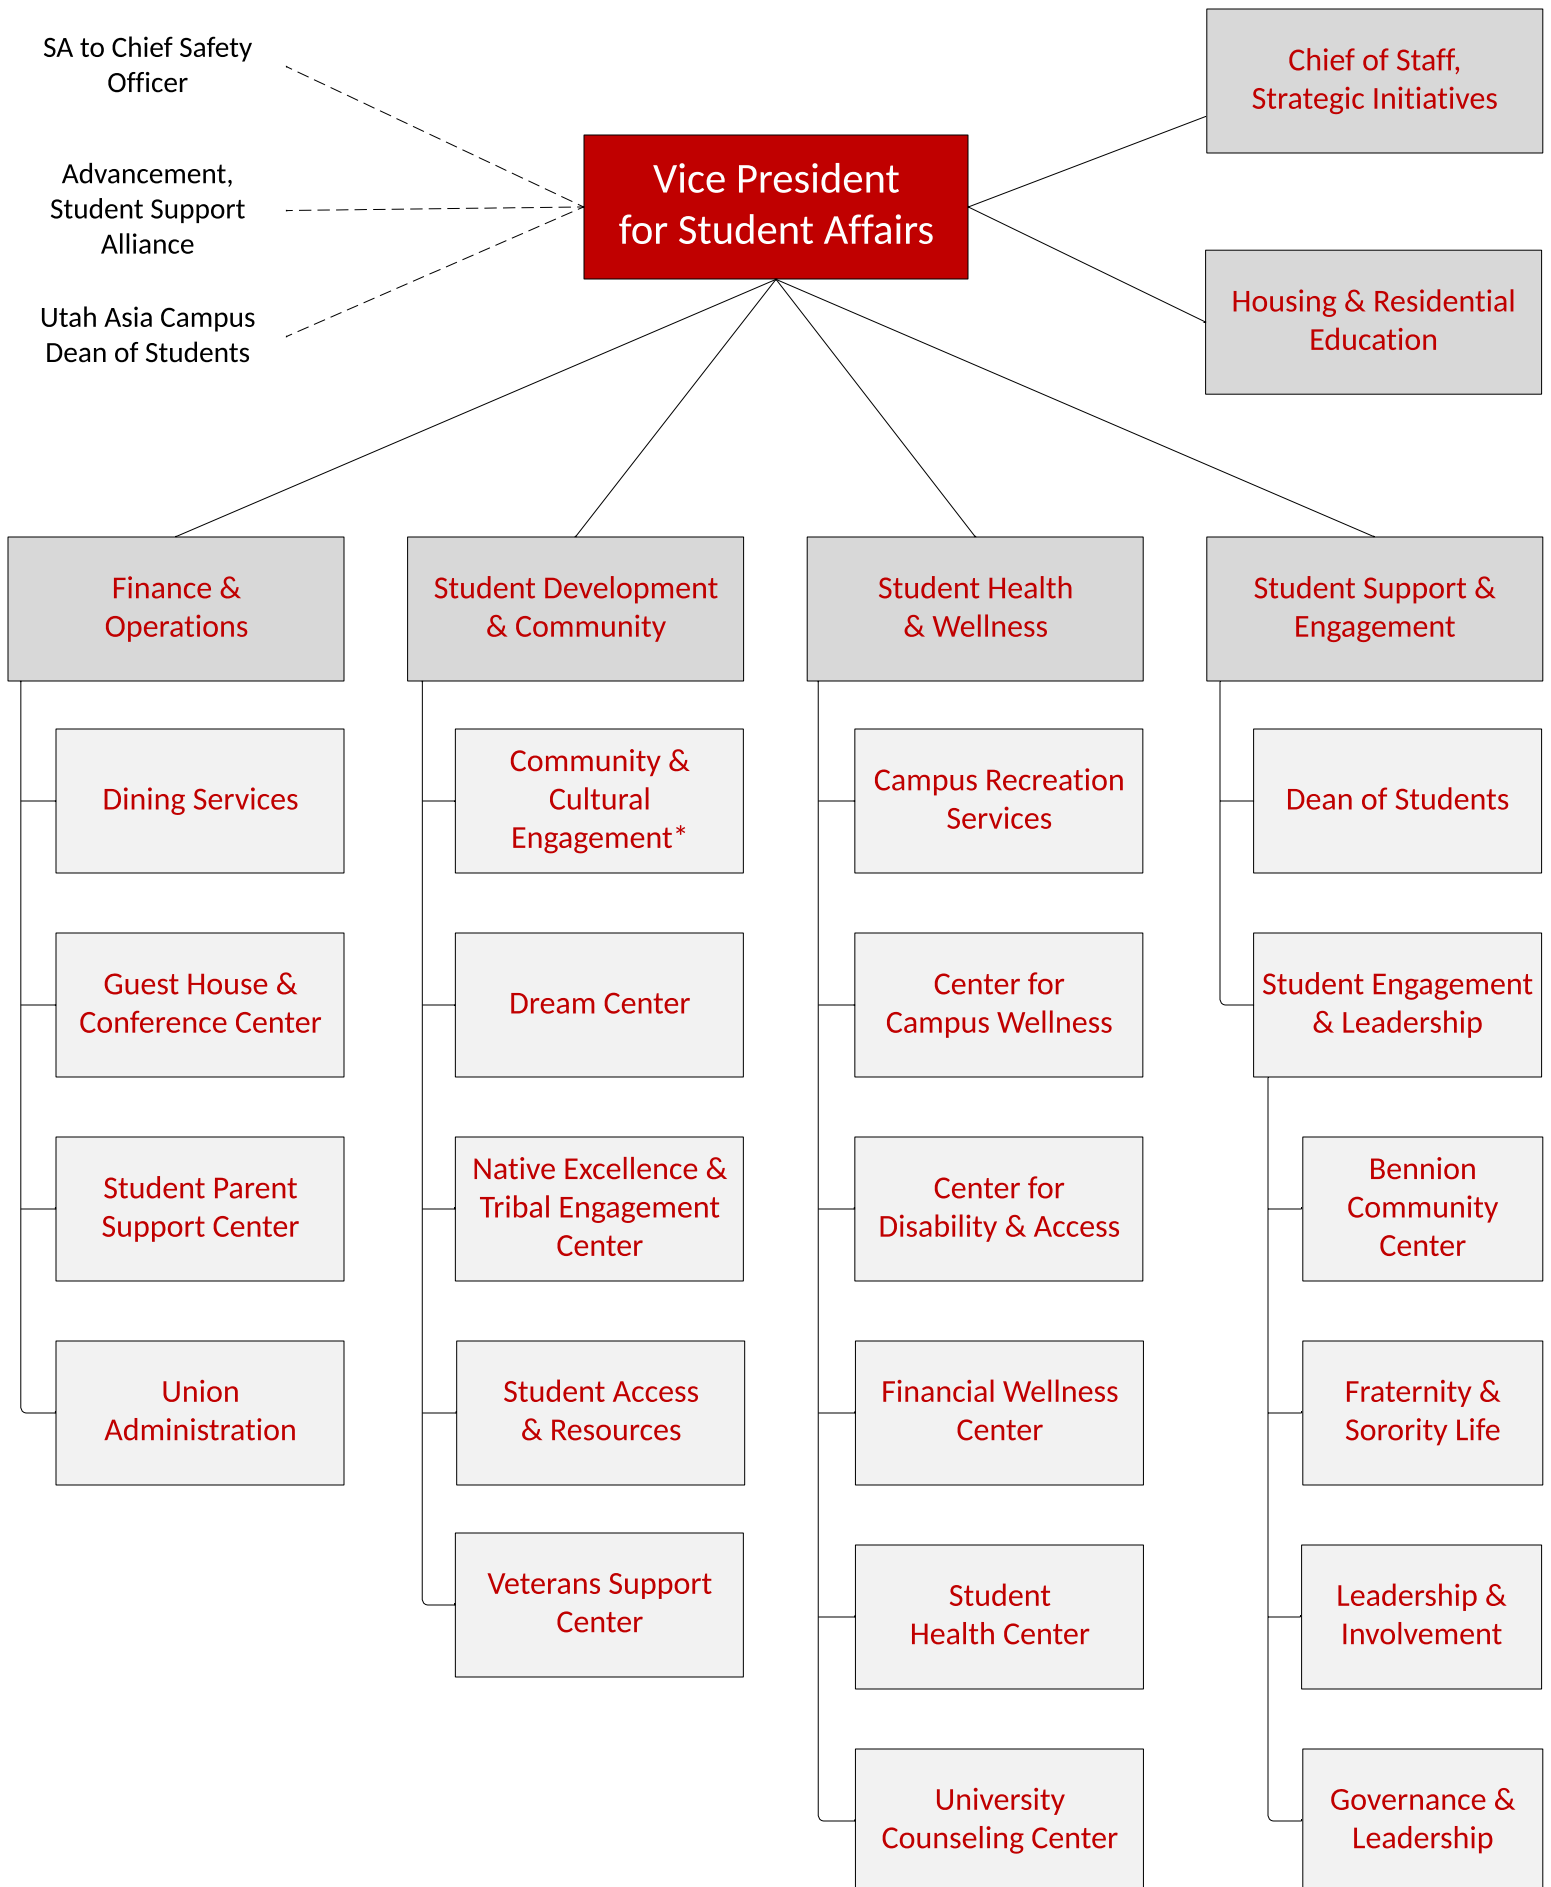 SA to Chief Safety
Officer
Advancement,
Student Support
Alliance
Utah Asia Campus
Dean of Students
Vice President
for Student Affairs
Chief of Staff,
Strategic Initiatives
Housing & Residential
Education
Finance &
Operations
Dining Services
Guest House &
Conference Center
Student Parent
Support Center
Union
Administration
Student Development
& Community
Community &
Cultural
Engagement*
Dream Center
Native Excellence &
Tribal Engagement
Center
Student Access
& Resources
Veterans Support
Center
Student Health
& Wellness
Campus Recreation
Services
Center for
Campus Wellness
Center for
Disability & Access
Financial Wellness
Center
Student
Health Center
University
Counseling Center
Student Support &
Engagement
Dean of Students
Student Engagement
& Leadership
Bennion
Community
Center
Fraternity &
Sorority Life
Leadership &
Involvement
Governance &
Leadership